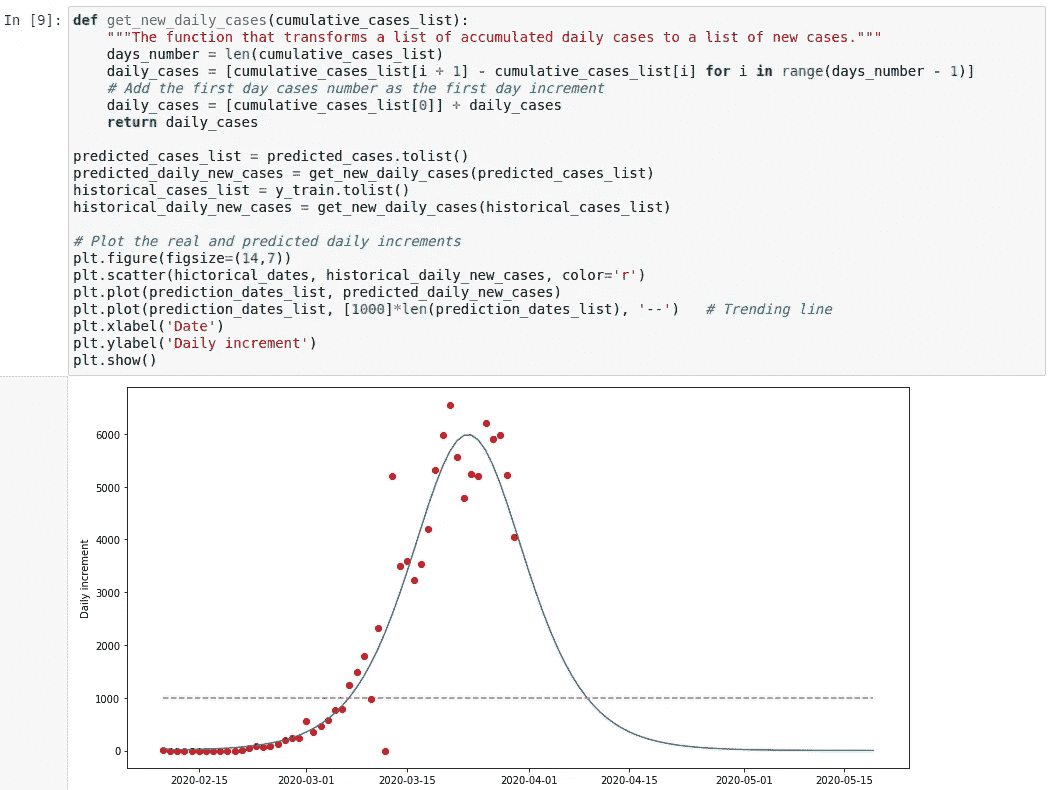 In [9]: def get_new_daily_cases(cumulative_cases_list):
"""The function that transforms a list of accumulated daily cases to a list of new cases."""
days_number = len(cumulative_cases_list)
daily_cases = [cumulative_cases_list[i + 1] - cumulative_cases_list[i] for i in range(days_number - 1)]
# Add the first day cases number as the first day increment
daily_cases = [cumulative_cases_list[0]] + daily_cases
return daily_cases
predicted_cases_list = predicted_cases.tolist()
predicted_daily_new_cases = get_new_daily_cases(predicted_cases_list)
historical_cases_list = y_train.tolist()
historical_daily_new_cases = get_new_daily_cases(historical_cases_list)
# Plot the real and predicted daily increments
plt.figure(figsize=(14,7))
plt.scatter(hictorical_dates, historical_daily_new_cases, color='r')
plt.plot(prediction_dates_list, predicted_daily_new_cases)
plt.plot(prediction_dates_list, [1000]*len(prediction_dates_list), '--') # Trending line
plt.xlabel('Date')
plt.ylabel('Daily increment')
plt.show()
6000
5000
4000
3000
2000
1000
0
Daily increment
2020-02-15 2020-03-01 2020-03-15 2020-04-01 2020-04-15 2020-05-01 2020-05-15